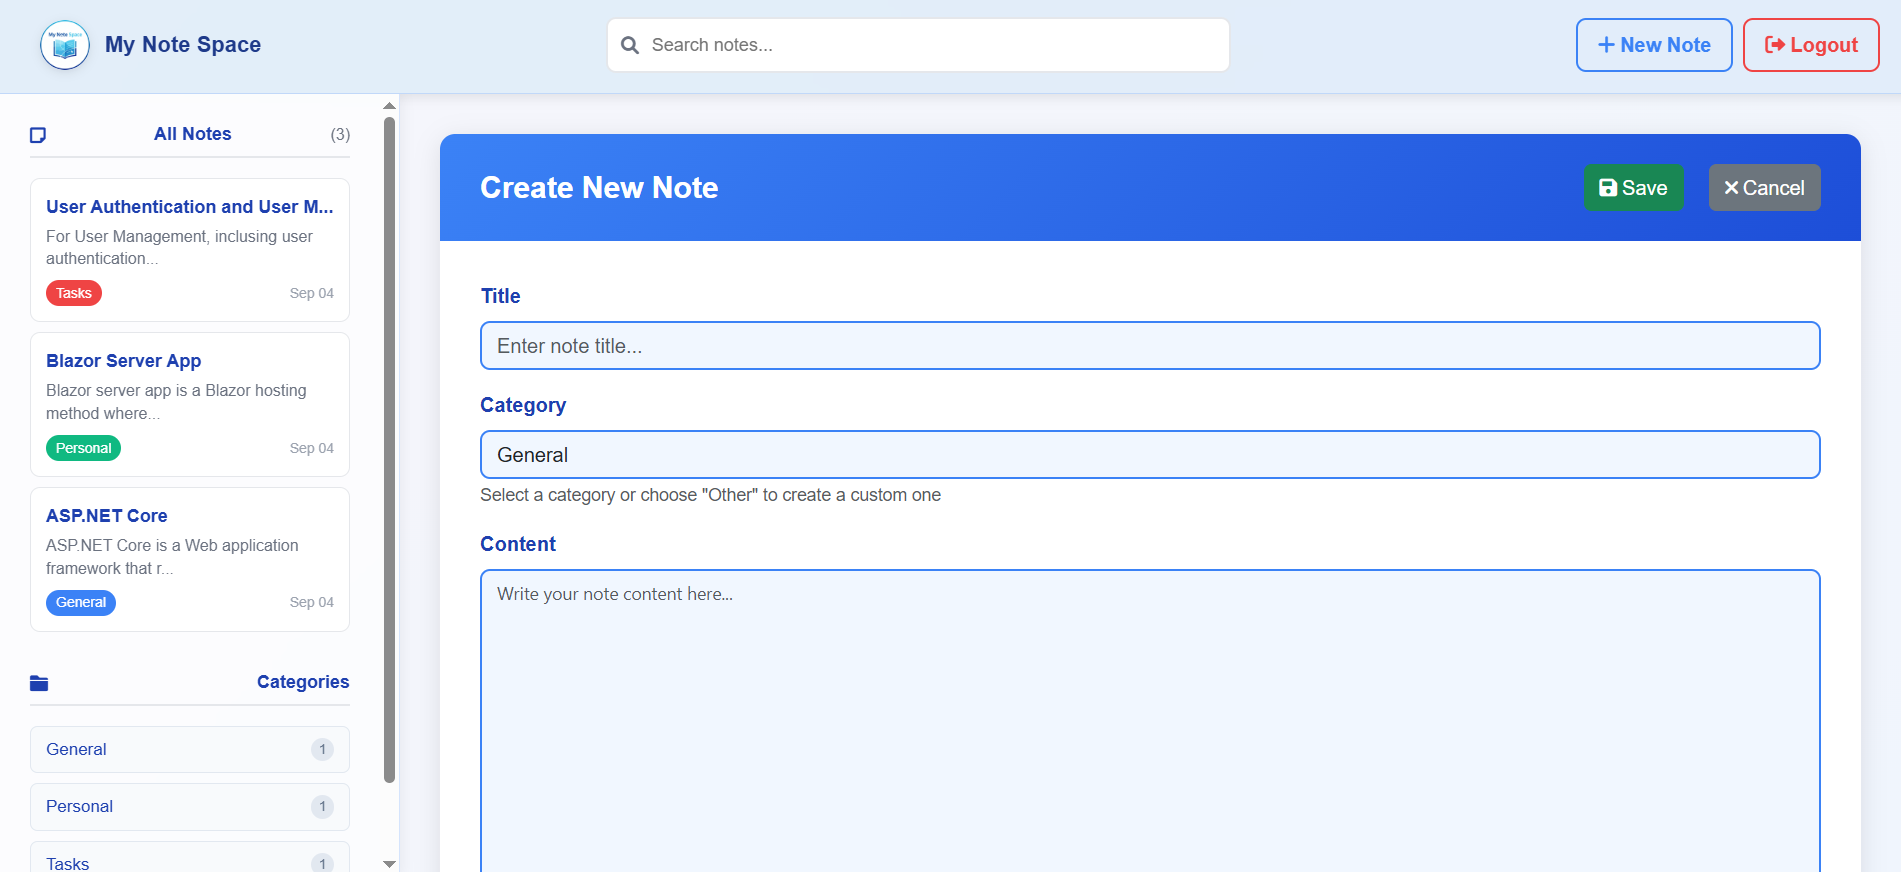 My Note Space
My Note Space
Search notes...
New Note
Logout
All Notes
(3)
User Authentication and User M...
For User Management, inclusing user
authentication...
Tasks
Sep 04
Blazor Server App
Blazor server app is a Blazor hosting
method where...
Personal
Sep 04
ASP.NET Core
ASP.NET Core is a Web application
framework that r...
General
Sep 04
Categories
General
1
Personal
1
Tasks
1
Create New Note
Save
Cancel
Title
Enter note title...
Category
General
Select a category or choose "Other" to create a custom one
Content
Write your note content here...